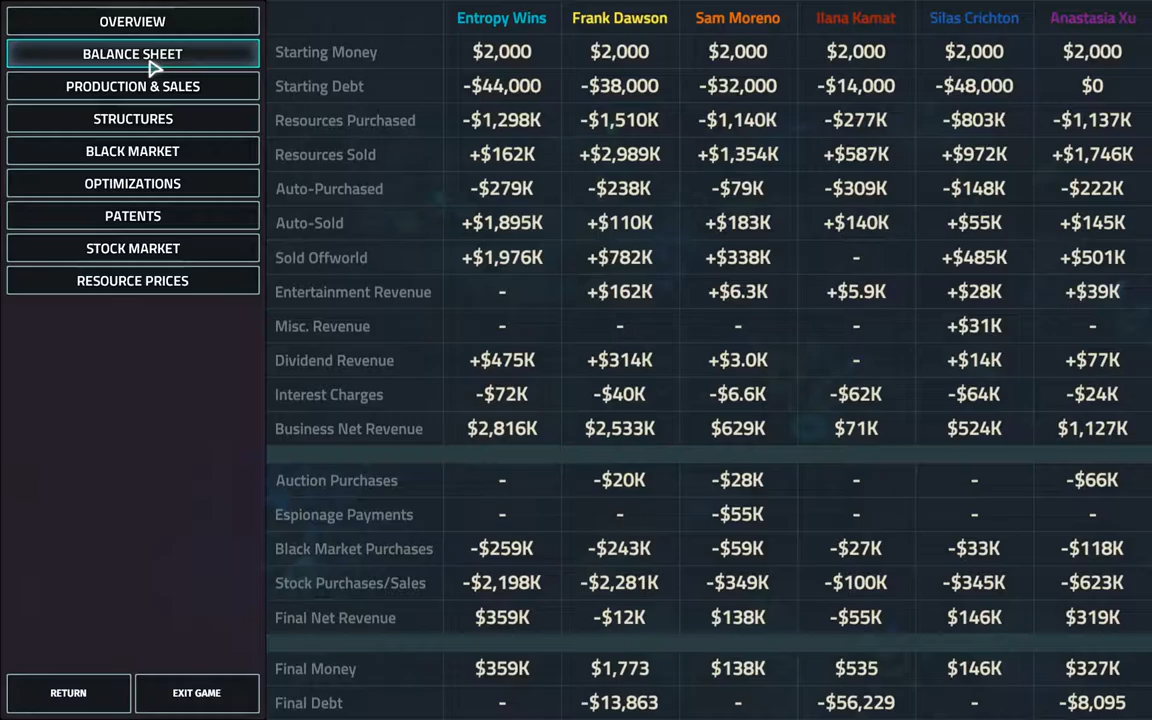 OVERVIEW
BALANCE SHEET
PRODUCTION & SALES
STRUCTURES
BLACK MARKET
OPTIMIZATIONS
PATENTS
STOCK MARKET
RESOURCE PRICES
RETURN EXIT GAME
Entropy Wins Frank Dawson Sam Moreno Ilana Kamat Silas Crichton Anastasia Xu
Starting Money $2,000 $2,000 $2,000 $2,000 $2,000 $2,000
Starting Debt -$44,000 -$38,000 -$32,000 -$14,000 -$48,000 $0
Resources Purchased -$1,298K -$1,510K -$1,140K -$277K -$803K -$1,137K
Resources Sold +$162K +$2,989K +$1,354K +$587K +$972K +$1,746K
Auto-Purchased -$279K -$238K -$79K -$309K -$148K -$222K
Auto-Sold +$1,895K +$110K +$183K +$140K +$55K +$145K
Sold Offworld +$1,976K +$782K +$338K - +$485K +$501K
Entertainment Revenue - +$162K +$6.3K +$5.9K +$28K +$39K
Misc. Revenue - - - - +$31K -
Dividend Revenue +$475K +$314K +$3.0K - +$14K +$77K
Interest Charges -$72K -$40K -$6.6K -$62K -$64K -$24K
Business Net Revenue $2,816K $2,533K $629K $71K $524K $1,127K
Auction Purchases - -$20K -$28K - - -$66K
Espionage Payments - - -$55K - - -
Black Market Purchases -$259K -$243K -$59K -$27K -$33K -$118K
Stock Purchases/Sales -$2,198K -$2,281K -$349K -$100K -$345K -$623K
Final Net Revenue $359K -$12K $138K -$55K $146K $319K
Final Money $359K $1,773 $138K $535 $146K $327K
Final Debt - -$13,863 - -$56,229 - -$8,095